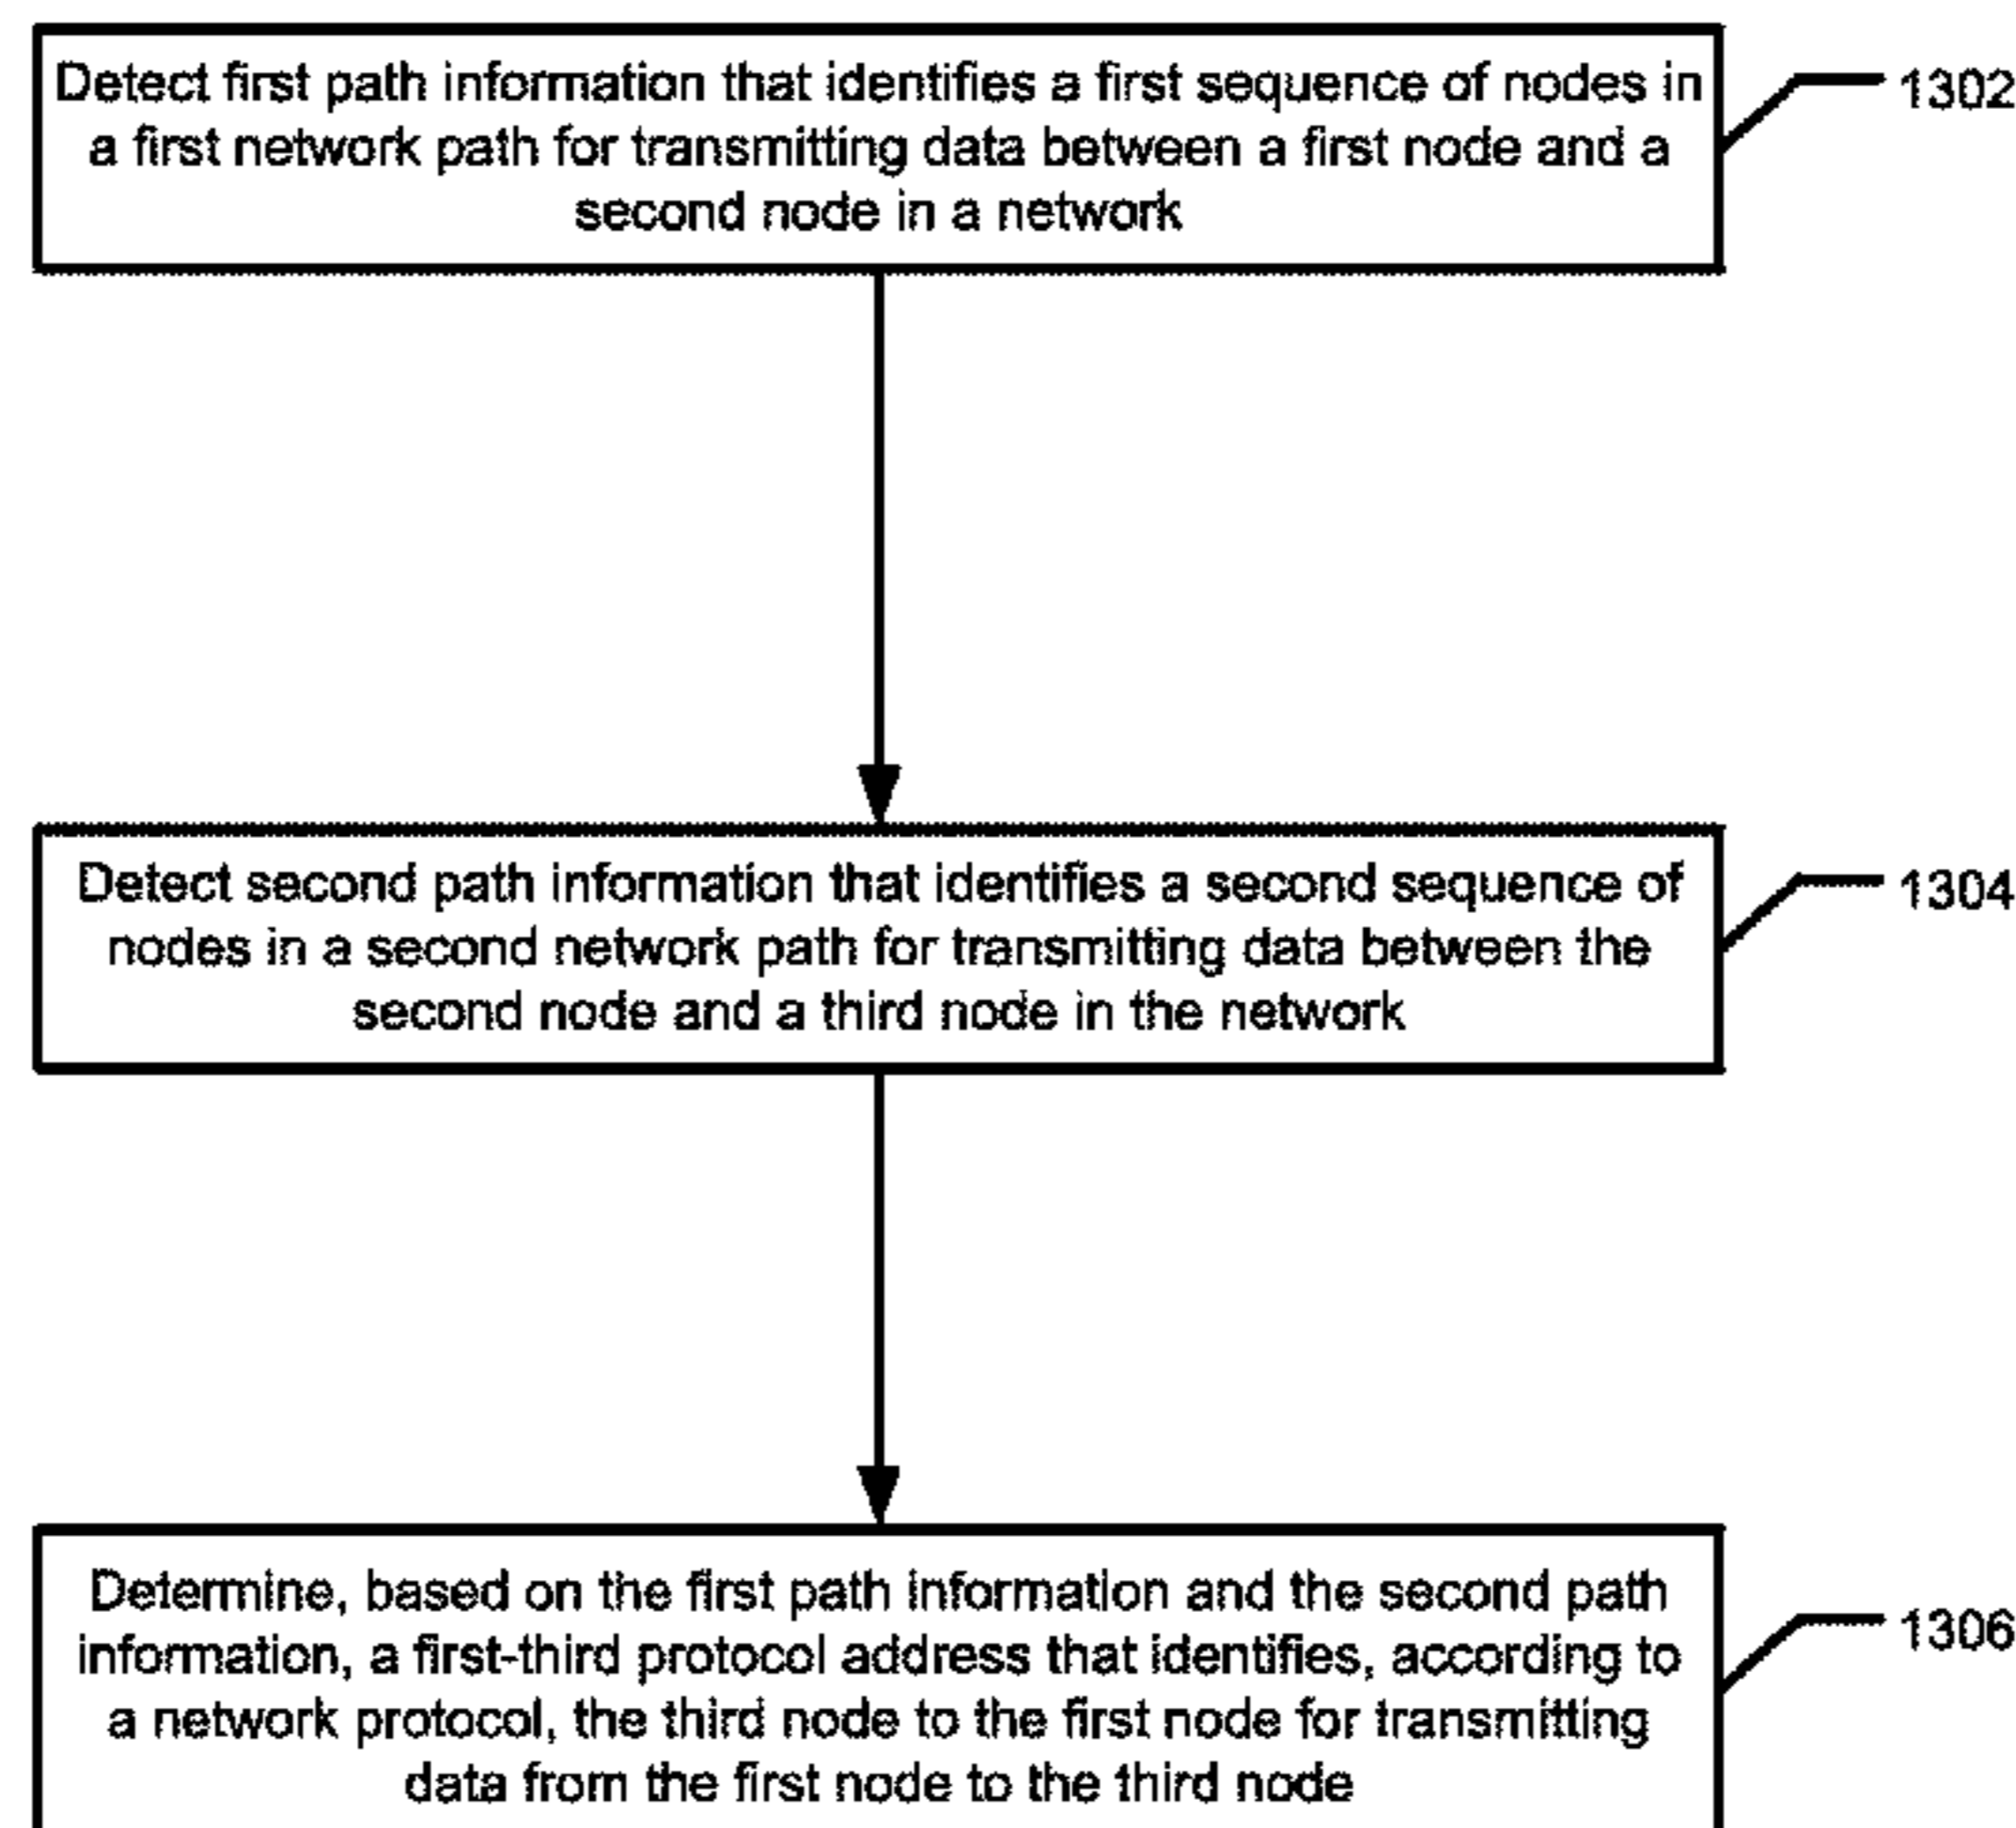 Detect first path information that identifies a first sequence of nodes in
a first network path for transmitting data between a first node and a
second node in a network
1302
Detect second path information that identifies a second sequence of
nodes in a second network path for transmitting data between the
second node and a third node in the network
1304
Determine, based on the first path information and the second path
information, a first-third protocol address that identifies, according to
a network protocol, the third node to the first node for transmitting
data from the first node to the third node
1306